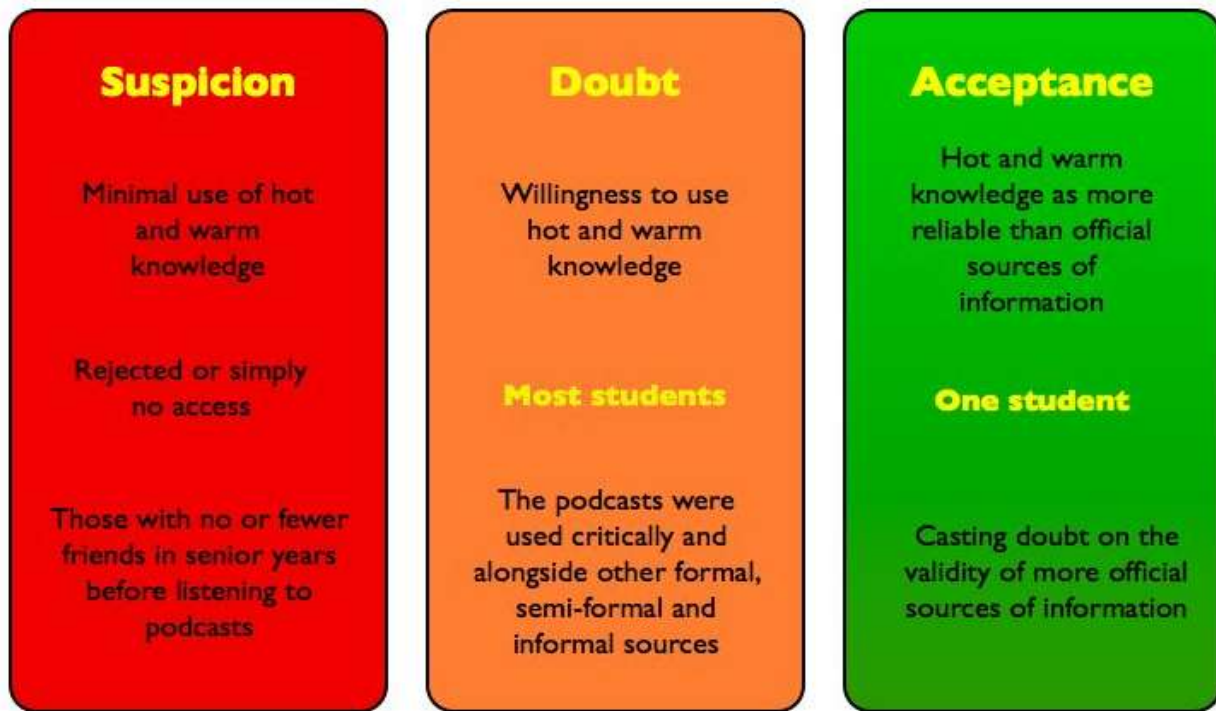 Suspicion
Minimal use of hot
and warm
knowledge
Rejected or simply
no access
Those with no or fewer
friends in senior years
before listening to
podcasts
Doubt
Willingness to use
hot and warm
knowledge
Most students
The podcasts were
used critically and
alongside other formal,
semi-formal and
informal sources
Acceptance
Hot and warm
knowledge as more
reliable than official
sources of
information
One student
Casting doubt on the
validity of more official
sources of information